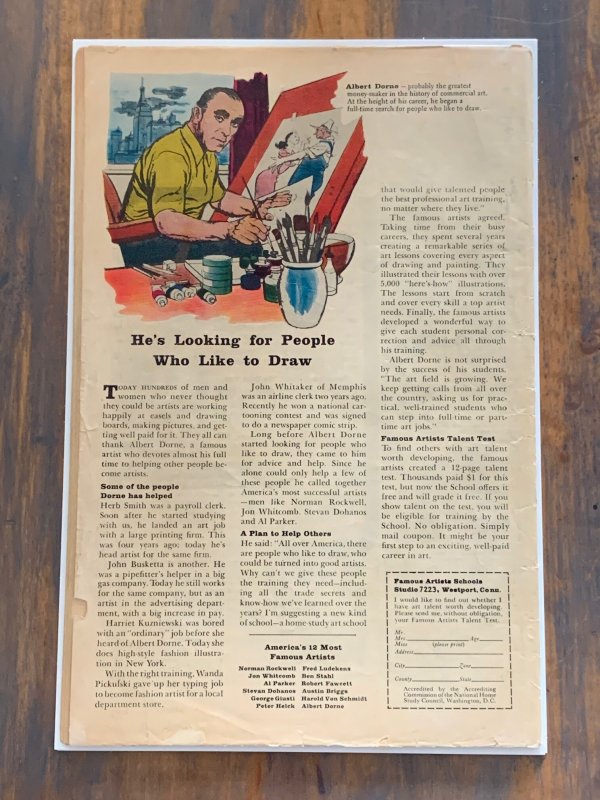 Albert Dorne — probably the greatest
money-maker in the history of commercial art.
At the height of his career, he began a
full-time search for people who like to draw.
He's Looking for People
Who Like to Draw
TODAY HUNDREDS of men and
women who never thought
they could be artists are working
happily at easels and drawing
boards, making pictures, and get-
ting well paid for it. They all can
thank Albert Dorne, a famous
artist who devotes almost his full
time to helping other people be-
come artists.
Some of the people
Dorne has helped
Herb Smith was a payroll clerk.
Soon after he started studying
with us, he landed an art job
with a large printing firm. This
was four years ago; today he's
head artist for the same firm.
John Busketta is another. He
was a pipefitter's helper in a big
gas company. Today he still works
for the same company, but as an
artist in the advertising depart-
ment, with a big increase in pay.
Harriet Kuzniewski was bored
with an "ordinary" job before she
heard of Albert Dorne. Today she
does high-style fashion illustra-
tion in New York.
With the right training, Wanda
Pickulski gave up her typing job
to become fashion artist for a local
department store.
John Whitaker of Memphis
was an airline clerk two years ago.
Recently he won a national car-
tooning contest and was signed
to do a newspaper comic strip.
Long before Albert Dorne
started looking for people who
like to draw, they came to him
for advice and help. Since he
alone could only help a few of
these people he called together
America's most successful artists
—men like Norman Rockwell,
Jon Whitcomb, Stevan Dohanos
and Al Parker.
A Plan to Help Others
He said: "All over America, there
are people who like to draw, who
could be turned into good artists.
Why can't we give these people
the training they need—includ-
ing all the trade secrets and
know-how we've learned over the
years? I'm suggesting a new kind
of school—a home-study art school
America's 12 Most
Famous Artists
Norman Rockwell Fred Ludekens
Jon Whitcomb Ben Stahl
Al Parker Robert Fawcett
Stevan Dohanos Austin Briggs
George Giusti Harold Von Schmidt
Peter Helck Albert Dorne
that would give talented people
the best professional art training,
no matter where they live."
The famous artists agreed.
Taking time from their busy
careers, they spent several years
creating a remarkable series of
art lessons covering every aspect
of drawing and painting. They
illustrated their lessons with over
5,000 "here's-how" illustrations.
The lessons start from scratch
and cover every skill a top artist
needs. Finally, the famous artists
developed a wonderful way to
give each student personal cor-
rection and advice all through
his training.
Albert Dorne is not surprised
by the success of his students.
"The art field is growing. We
keep getting calls from all over
the country, asking us for prac-
tical, well-trained students who
can step into full-time or part-
time art jobs."
Famous Artists Talent Test
To find others with art talent
worth developing, the famous
artists created a 12-page talent
test. Thousands paid $1 for this
test, but now the School offers it
free and will grade it free. If you
show talent on the test, you will
be eligible for training by the
School. No obligation. Simply
mail coupon. It might be your
first step to an exciting, well-paid
career in art.
Famous Artists Schools
Studio 7223, Westport, Conn.
I would like to find out whether I
have art talent worth developing.
Please send me, without obligation,
your Famous Artists Talent Test.
Mr.
Mrs. Age
Miss (please print)
Address
City Zone
County State
Accredited by the Accrediting
Commission of the National Home
Study Council, Washington, D.C.